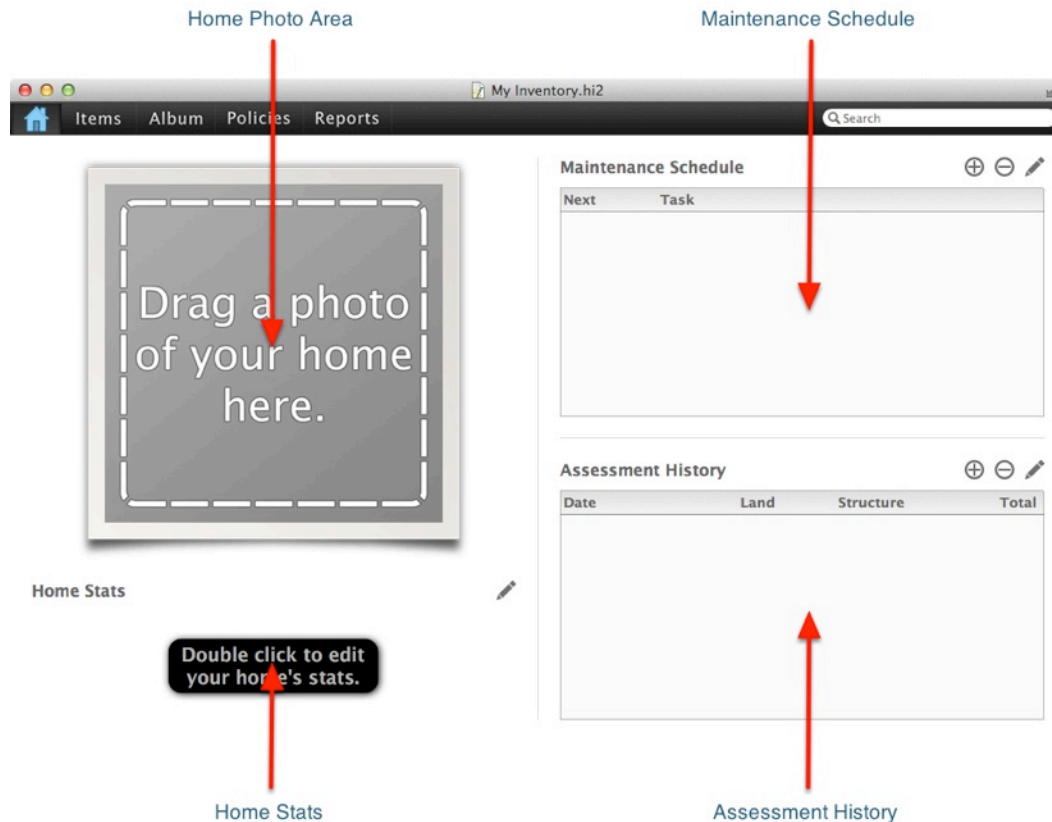 Home Photo Area
Maintenance Schedule
My Inventory.hi2
Items Album Policies Reports
Search
Drag a photo
of your home
here.
Maintenance Schedule
Next Task
Assessment History
Date Land Structure Total
Home Stats
Double click to edit
your home's stats.
Home Stats
Assessment History